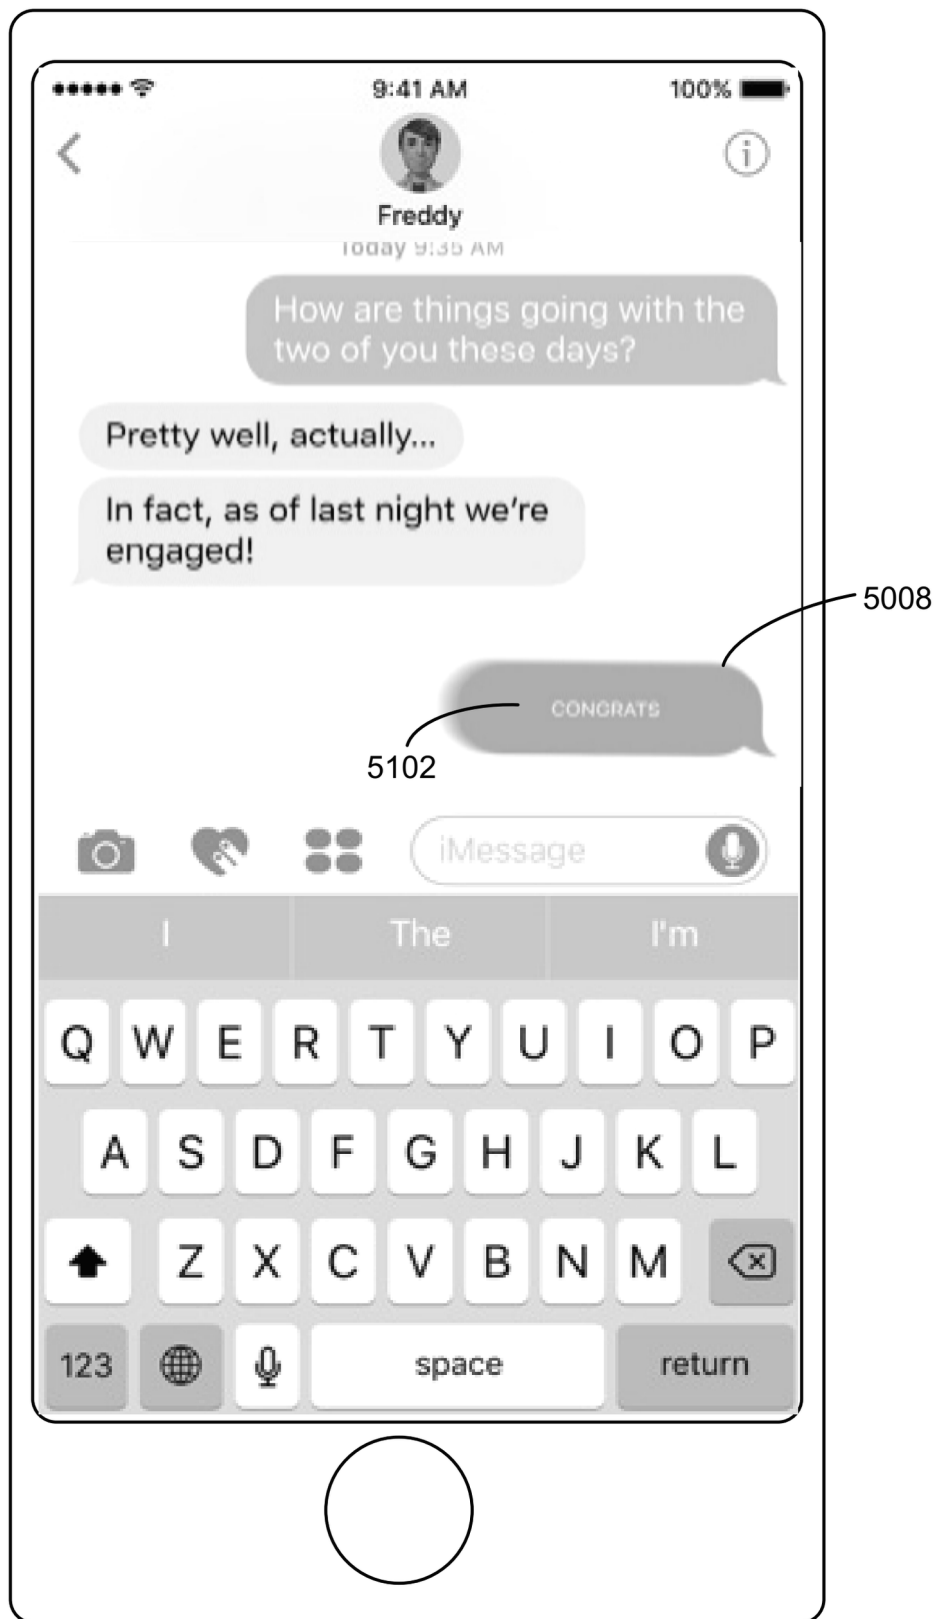 9:41 AM 100%
Freddy
Today 9:35 AM
How are things going with the
two of you these days?
Pretty well, actually...
In fact, as of last night we're
engaged!
5008
CONGRATS
5102
iMessage
I The I'm
Q W E R T Y U I O P
A S D F G H J K L
Z X C V B N M
123 space return